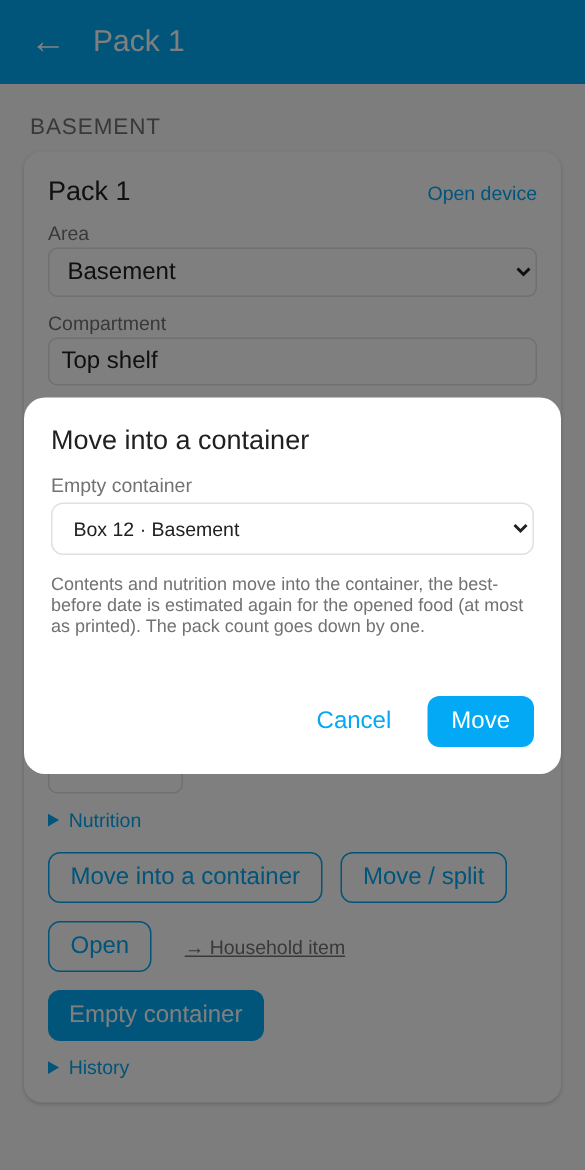 ← Pack 1
BASEMENT
Pack 1
Open device
Area
Basement
Compartment
Top shelf
Move into a container
Empty container
Box 12 · Basement
Contents and nutrition move into the container, the best-
before date is estimated again for the opened food (at most
as printed). The pack count goes down by one.
Cancel
Move
Nutrition
Move into a container
Move / split
Open
→ Household item
Empty container
History